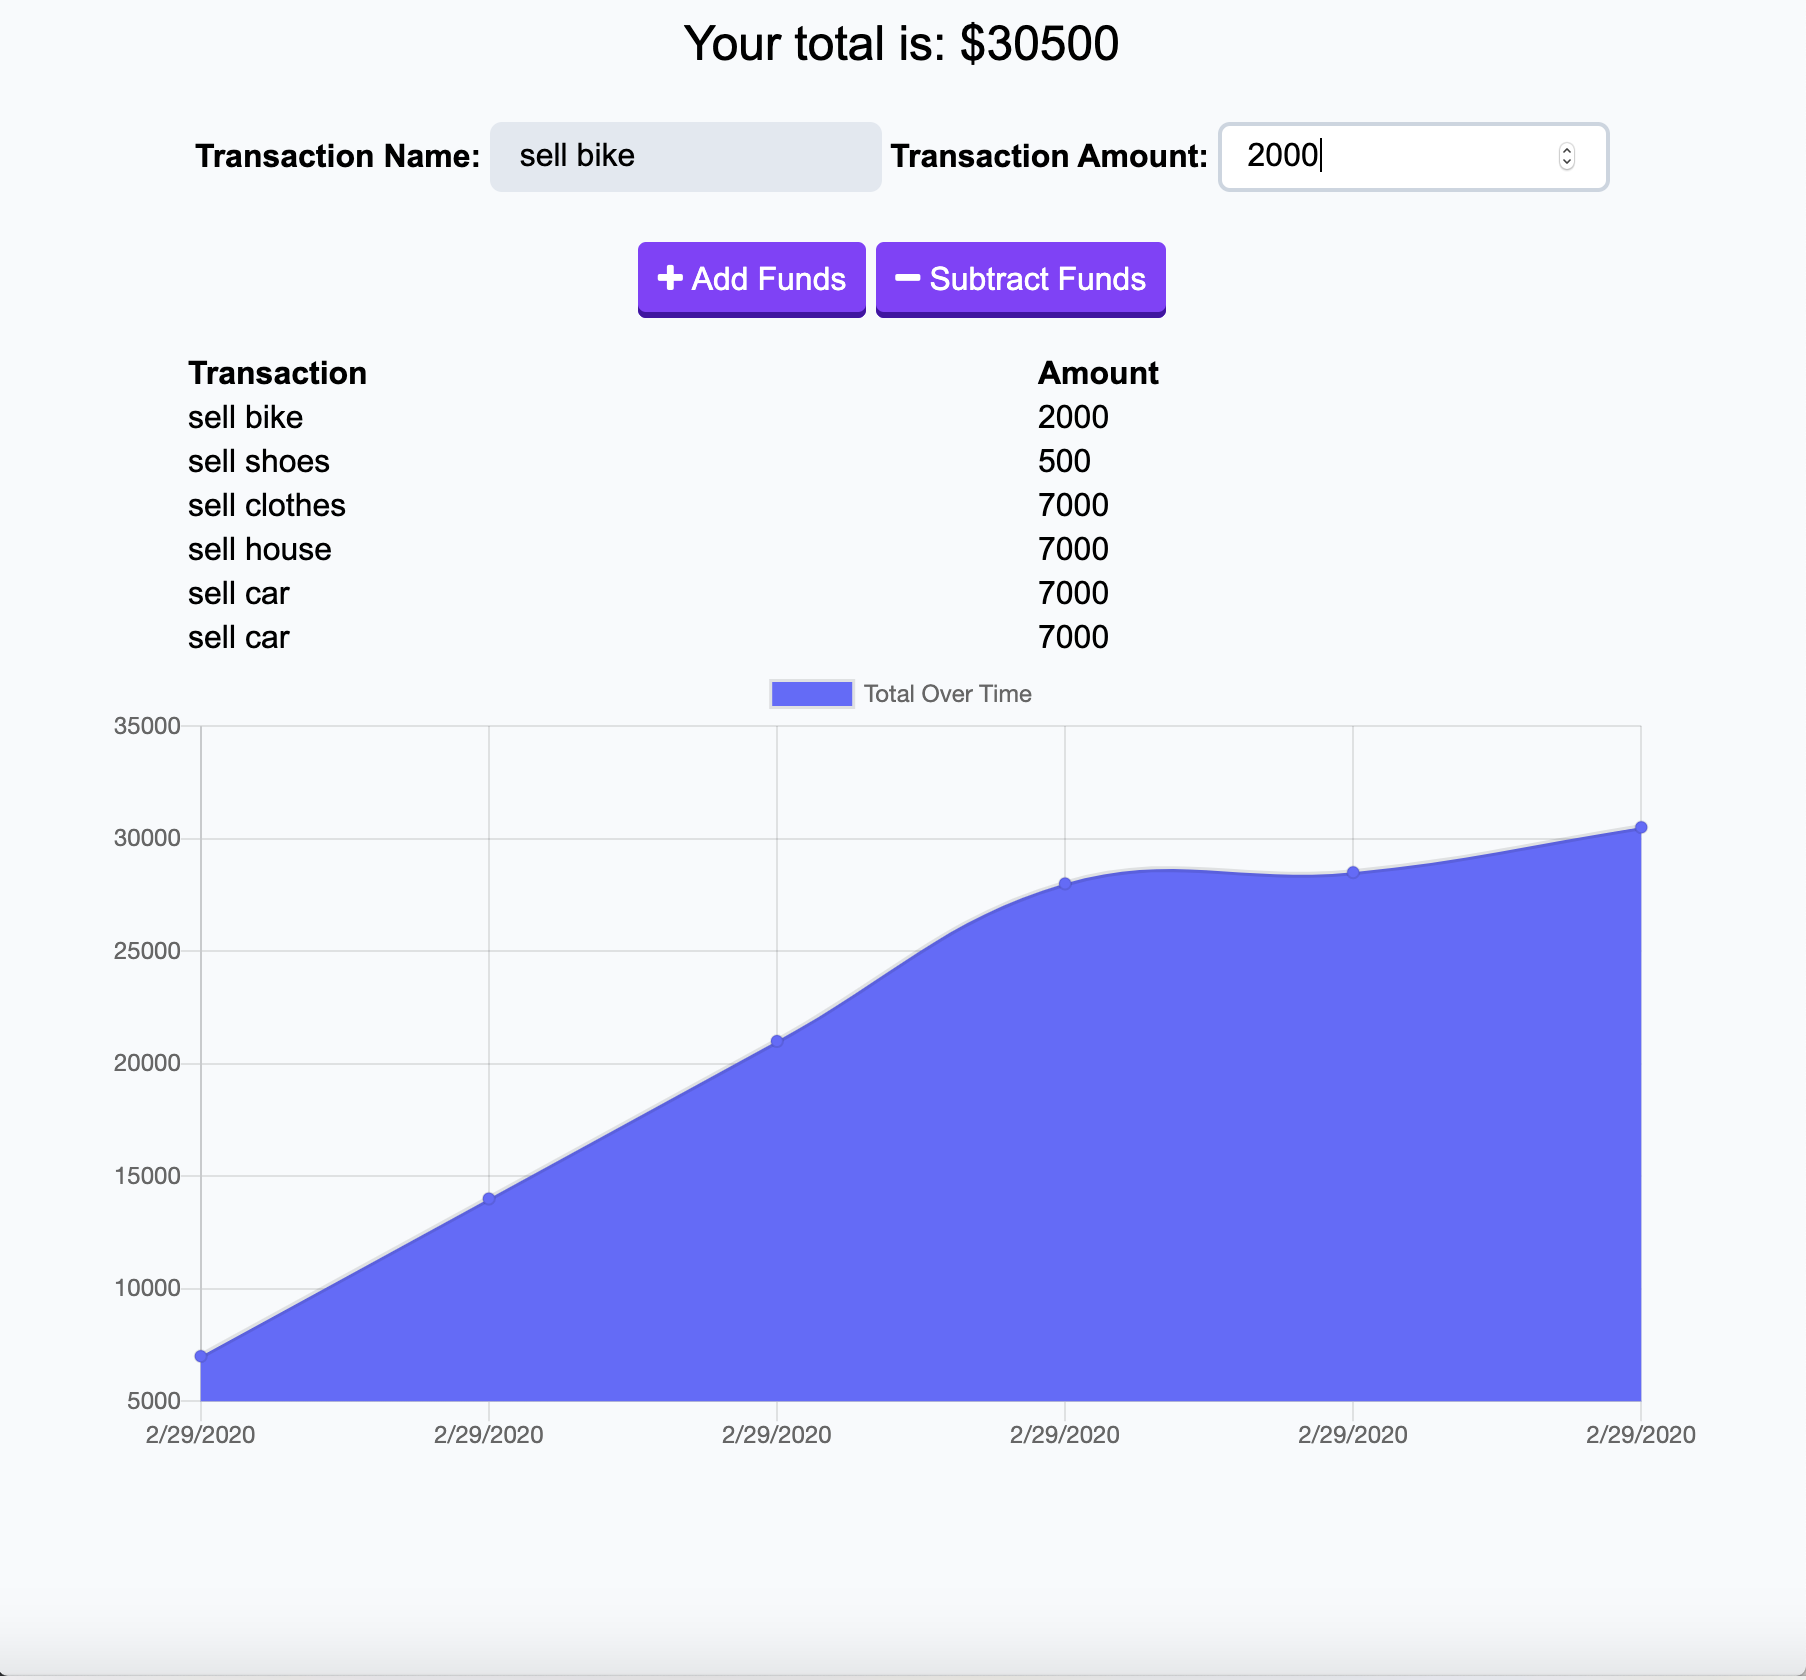 Your total is: $30500
Transaction Name: sell bike Transaction Amount: 2000
Add Funds Subtract Funds
Transaction Amount
sell bike 2000
sell shoes 500
sell clothes 7000
sell house 7000
sell car 7000
sell car 7000
Total Over Time
35000
30000
25000
20000
15000
10000
5000
2/29/2020 2/29/2020 2/29/2020 2/29/2020 2/29/2020 2/29/2020